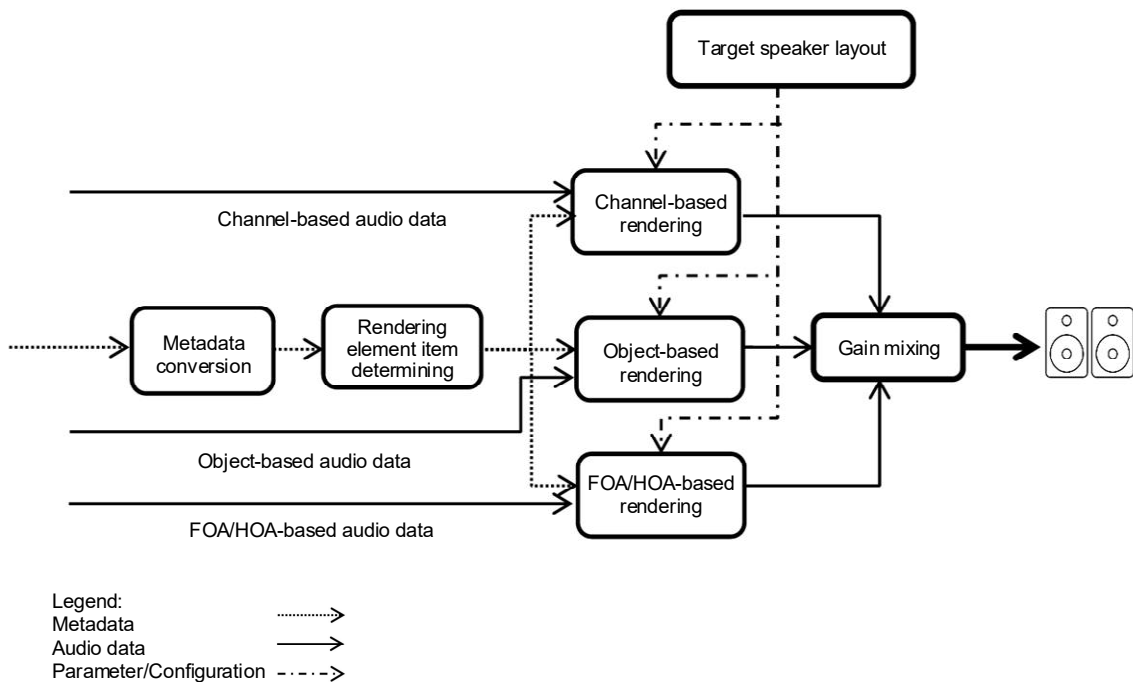 Target speaker layout
Channel-based
rendering
Channel-based audio data
Metadata
conversion
Rendering
element item
determining
Object-based
rendering
Gain mixing
Object-based audio data
FOA/HOA-based
rendering
FOA/HOA-based audio data
Legend:
Metadada
Audio data
Parameter/Configuration